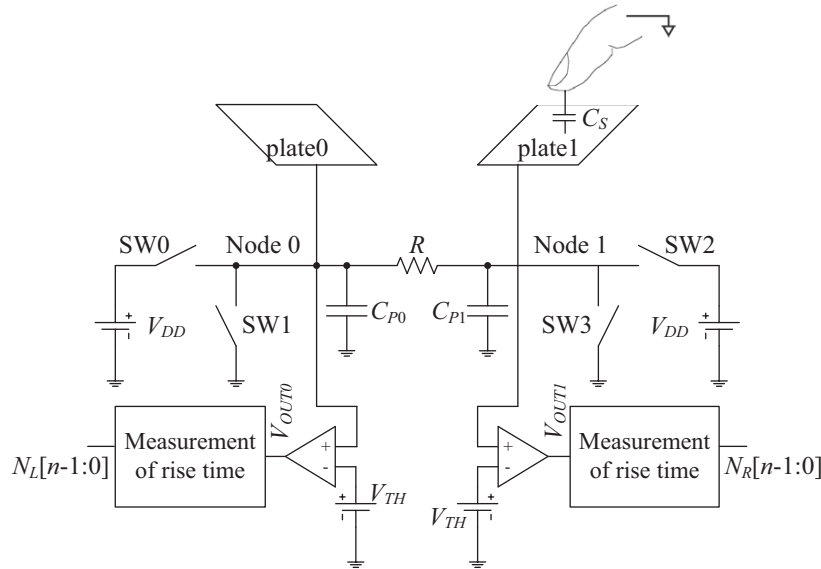 C_S
plate0
plate1
SW0
Node 0
R
Node 1
SW2
V_DD
SW1
C_P0
C_P1
SW3
V_DD
V_OUT0
V_OUT1
Measurement
of rise time
+
-
+
-
Measurement
of rise time
N_L[n-1:0]
N_R[n-1:0]
V_TH
V_TH